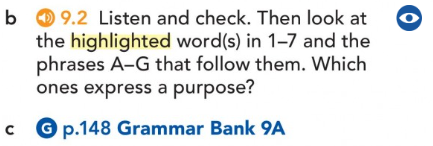 b 9.2 Listen and check. Then look at
the highlighted word(s) in 1–7 and the
phrases A–G that follow them. Which
ones express a purpose?
c G p.148 Grammar Bank 9A